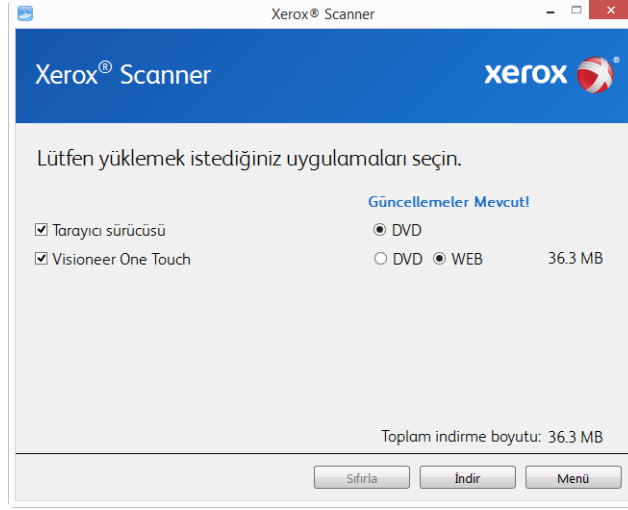 Xerox® Scanner
Xerox® Scanner
xerox®
Lütfen yüklemek istediğiniz uygulamaları seçin.
Güncellemeler Mevcut!
Tarayıcı sürücüsü DVD
Visioneer One Touch DVD WEB 36.3 MB
Toplam indirme boyutu: 36.3 MB
Sıfırla İndir Menü